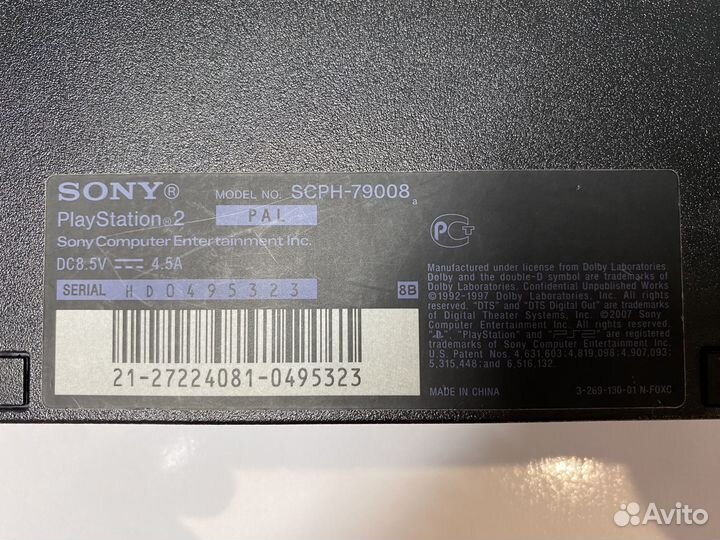 SONY®
MODEL NO. SCPH-79008 a
PlayStation®2
PAL
Sony Computer Entertainment Inc.
DC8.5V ⎓ 4.5A
SERIAL HD0495323
8B
21-27224081-0495323
PCT
Manufactured under license from Dolby Laboratories.
Dolby and the double-D symbol are trademarks of
Dolby Laboratories. Confidential Unpublished Works
©1992-1997 Dolby Laboratories, Inc. All rights
reserved. "DTS" and "DTS Digital Out" are trademarks
of Digital Theater Systems, Inc. ©2007 Sony
Computer Entertainment Inc. All rights reserved.
" ", "PlayStation" and " PS2 " are registered
trademarks of Sony Computer Entertainment Inc.
U.S. Patent Nos. 4,631,603; 4,819,098; 4,907,093;
5,315,448; and 6,516,132.
MADE IN CHINA
3-269-130-01 N-F0XC
Avito